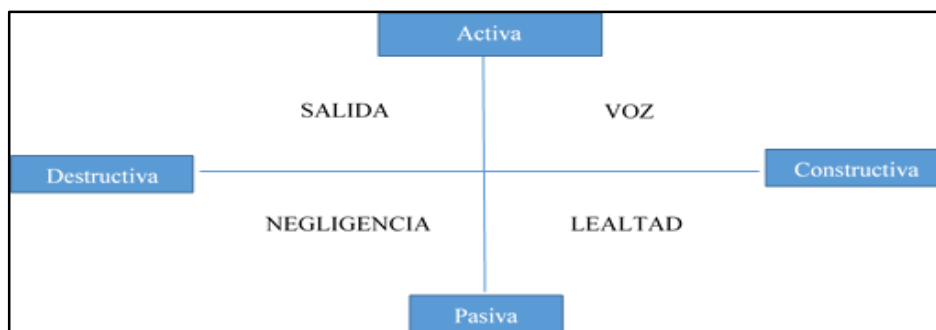 Activa
SALIDA VOZ
Destructiva Constructiva
NEGLIGENCIA LEALTAD
Pasiva